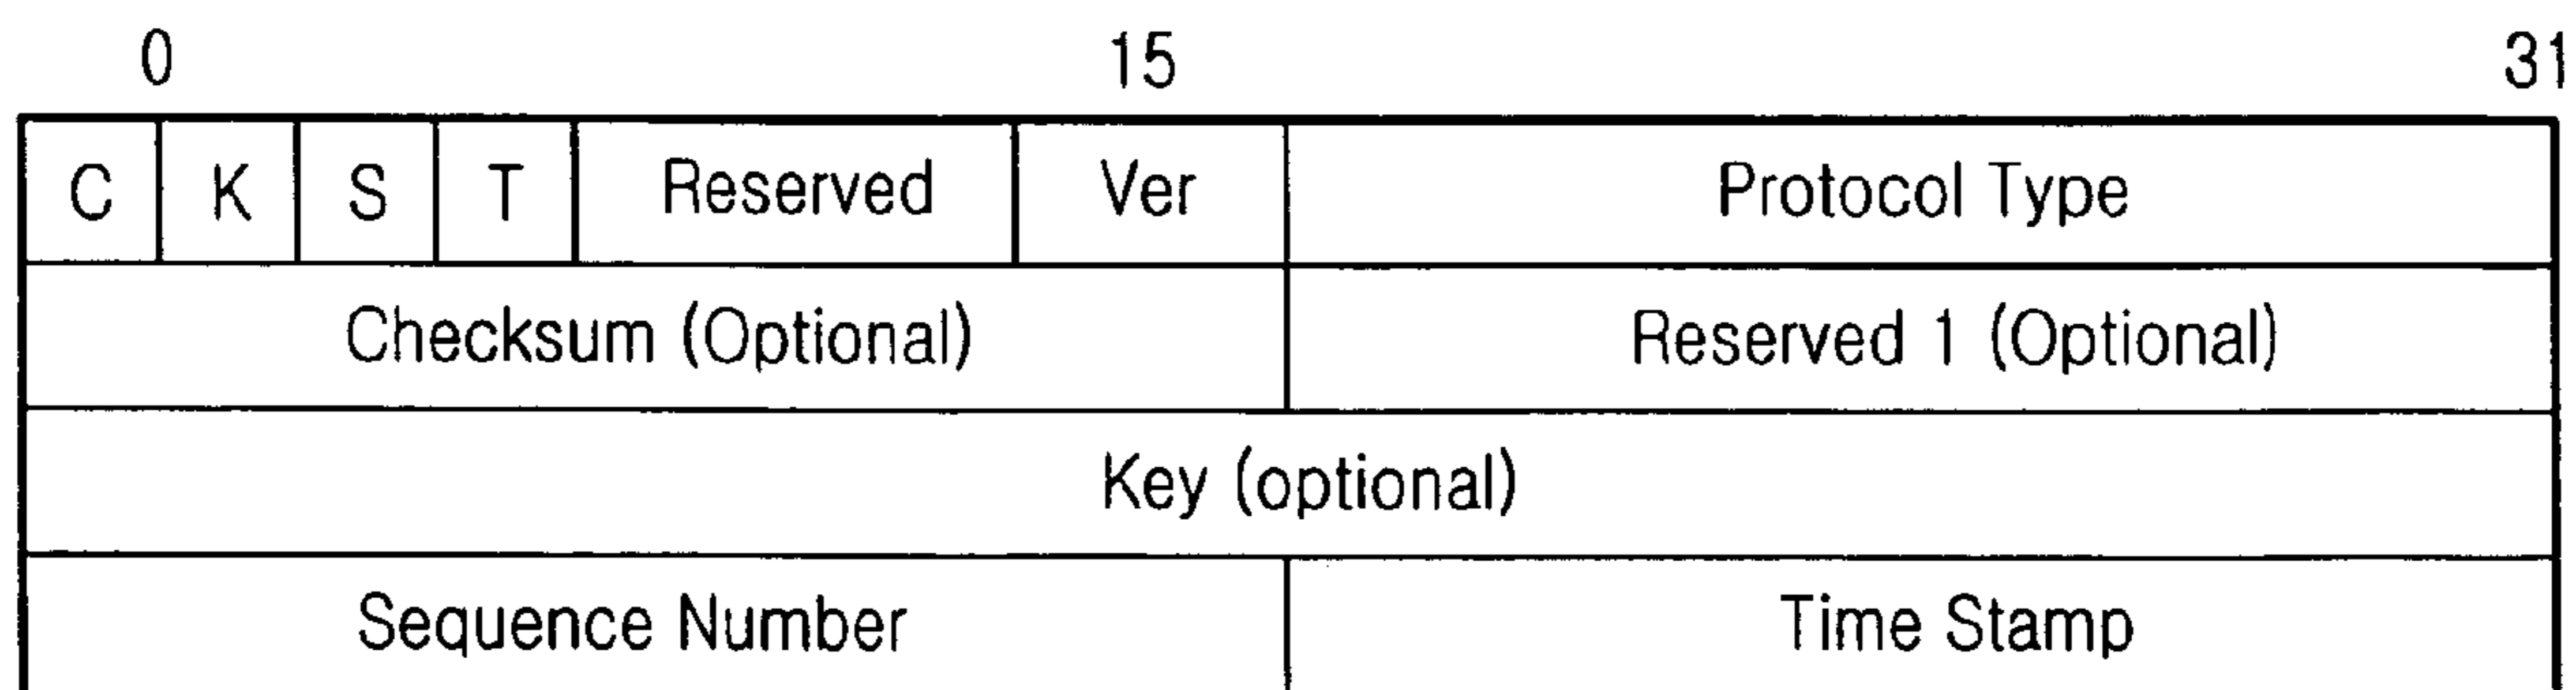 0 15 31
C K S T Reserved Ver Protocol Type
Checksum (Optional) Reserved 1 (Optional)
Key (optional)
Sequence Number Time Stamp